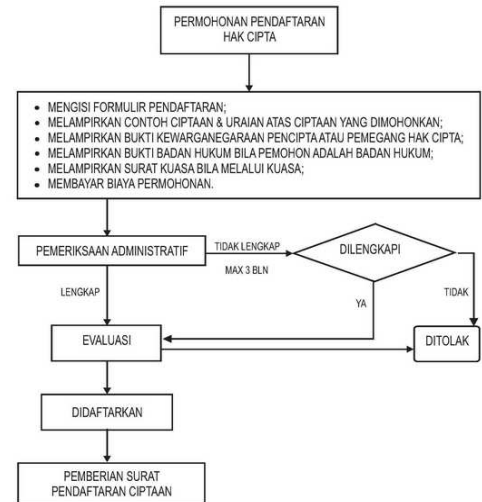 PERMOHONAN PENDAFTARAN
HAK CIPTA
• MENGISI FORMULIR PENDAFTARAN;
• MELAMPIRKAN CONTOH CIPTAAN & URAIAN ATAS CIPTAAN YANG DIMOHONKAN;
• MELAMPIRKAN BUKTI KEWARGANEGARAAN PENCIPTA ATAU PEMEGANG HAK CIPTA;
• MELAMPIRKAN BUKTI BADAN HUKUM BILA PEMOHON ADALAH BADAN HUKUM;
• MELAMPIRKAN SURAT KUASA BILA MELALUI KUASA;
• MEMBAYAR BIAYA PERMOHONAN.
PEMERIKSAAN ADMINISTRATIF
TIDAK LENGKAP
MAX 3 BLN
DILENGKAPI
LENGKAP
YA
TIDAK
EVALUASI
DITOLAK
DIDAFTARKAN
PEMBERIAN SURAT
PENDAFTARAN CIPTAAN